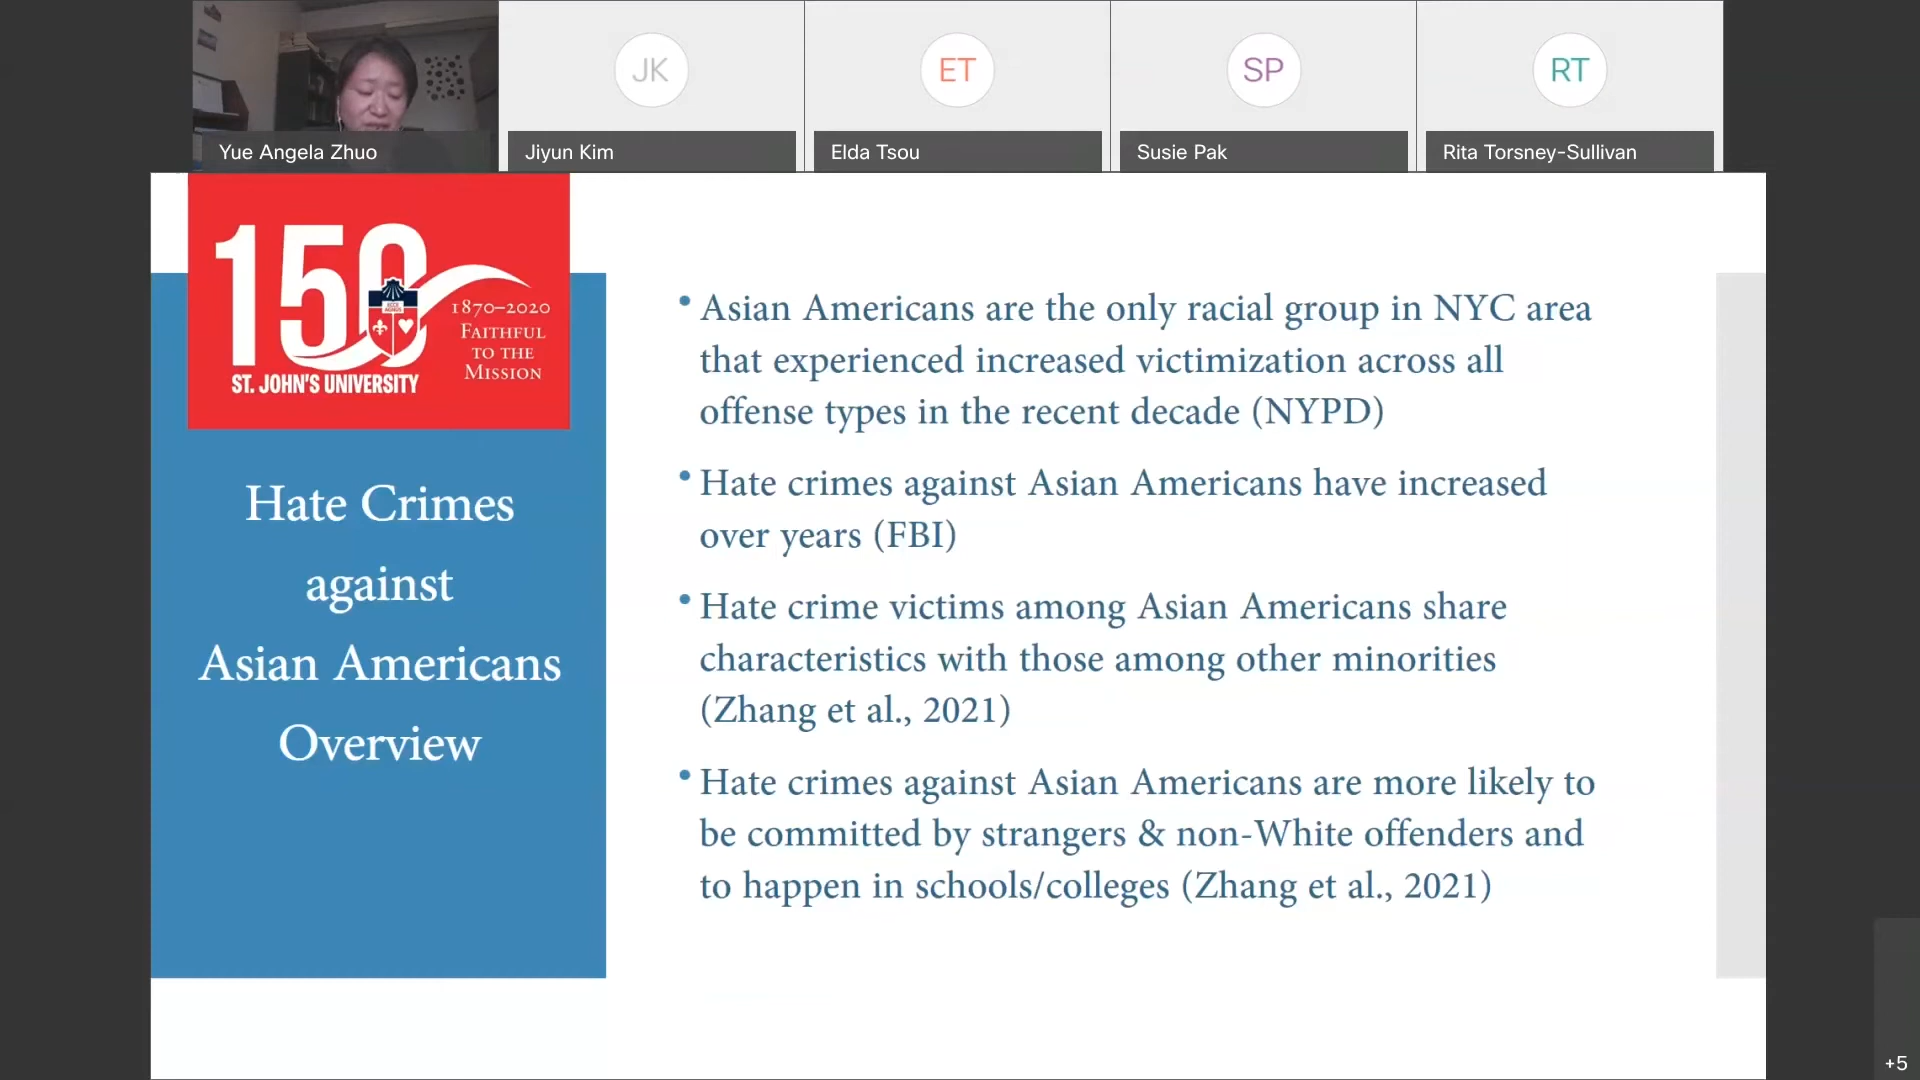 JK
ET
SP
RT
Yue Angela Zhuo
Jiyun Kim
Elda Tsou
Susie Pak
Rita Torsney-Sullivan
150
1870–2020
FAITHFUL
TO THE
MISSION
ST. JOHN'S UNIVERSITY
Hate Crimes
against
Asian Americans
Overview
• Asian Americans are the only racial group in NYC area
that experienced increased victimization across all
offense types in the recent decade (NYPD)
• Hate crimes against Asian Americans have increased
over years (FBI)
• Hate crime victims among Asian Americans share
characteristics with those among other minorities
(Zhang et al., 2021)
• Hate crimes against Asian Americans are more likely to
be committed by strangers & non-White offenders and
to happen in schools/colleges (Zhang et al., 2021)
+5